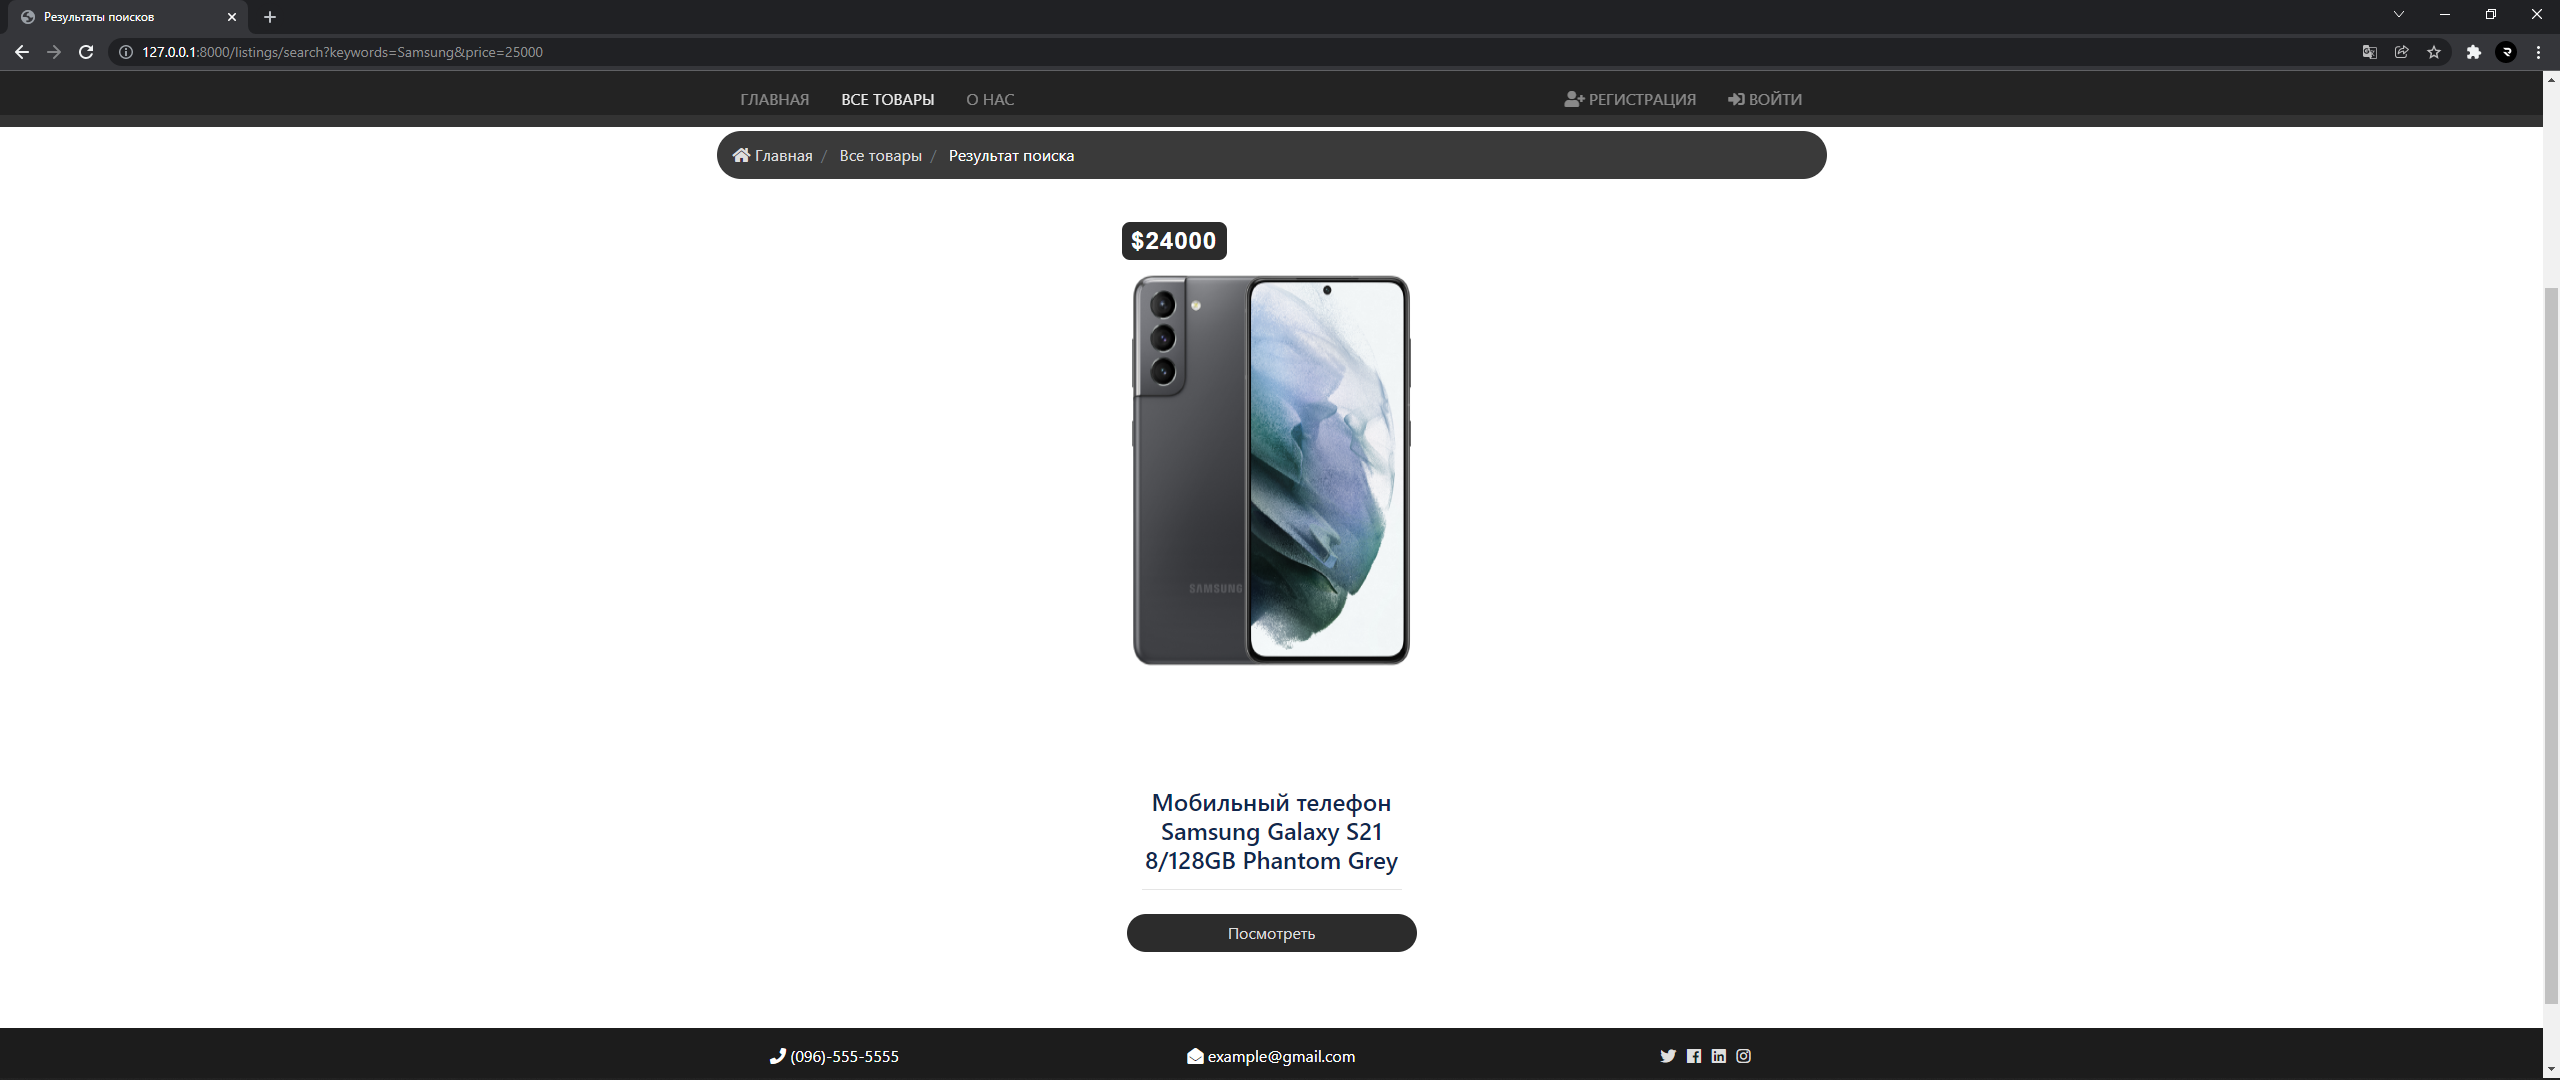 Результаты поисков
127.0.0.1:8000/listings/search?keywords=Samsung&price=25000
ГЛАВНАЯ ВСЕ ТОВАРЫ О НАС РЕГИСТРАЦИЯ ВОЙТИ
Главная / Все товары / Результат поиска
$24000
SAMSUNG
Мобильный телефон
Samsung Galaxy S21
8/128GB Phantom Grey
Посмотреть
(096)-555-5555 example@gmail.com